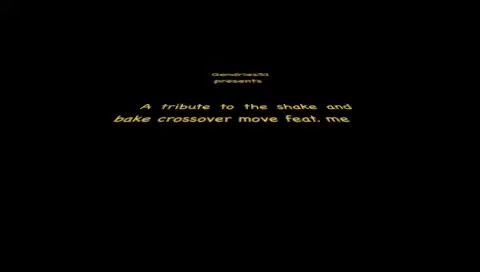 presents
A tribute to the shake and
bake crossover move feat. me